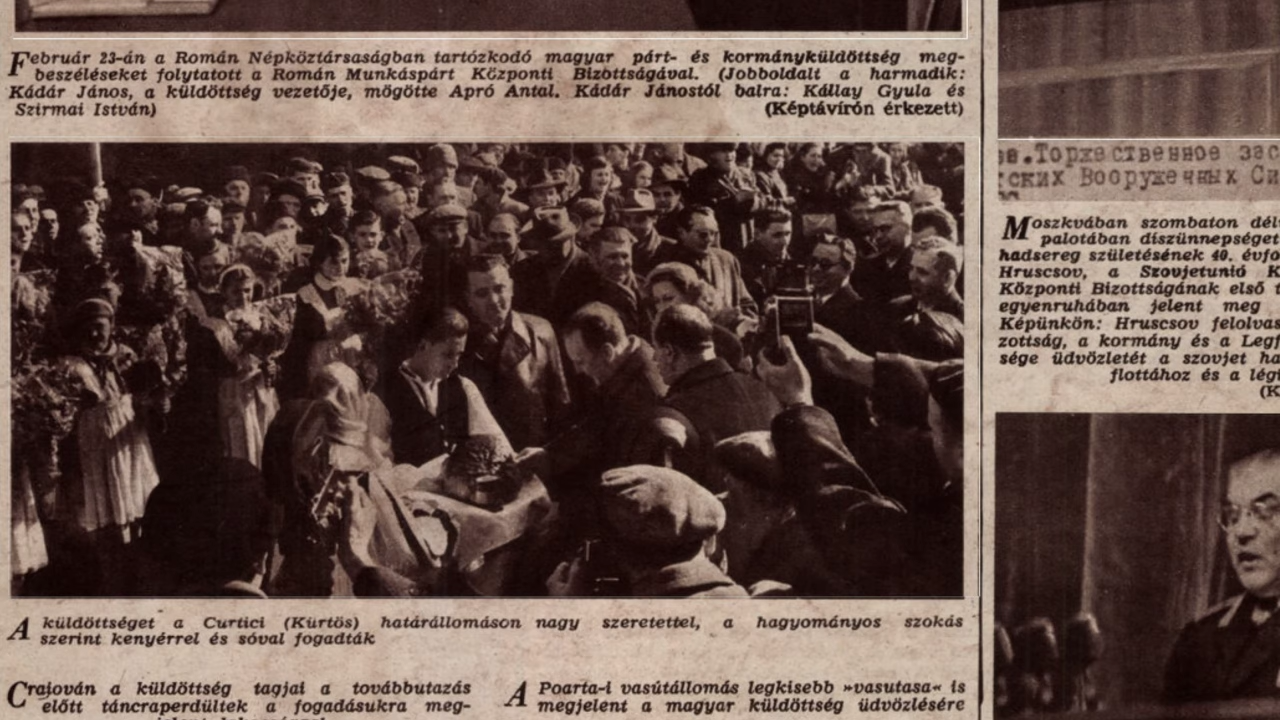 Február 23-án a Román Népköztársaságban tartózkodó magyar párt- és kormányküldöttség meg-
beszéléseket folytatott a Román Munkáspárt Központi Bizottságával. (Jobboldalt a harmadik:
Kádár János, a küldöttség vezetője, mögötte Apró Antal. Kádár Jánostól balra: Kállay Gyula és
Szirmai István) (Képtávirón érkezett)
A küldöttséget a Curtici (Kürtös) határállomáson nagy szeretettel, a hagyományos szokás
szerint kenyérrel és sóval fogadták
Crajován a küldöttség tagjai a továbbutazás
előtt táncraperdültek a fogadásukra meg-
A Poarta-i vasútállomás legkisebb »vasutasa« is
megjelent a magyar küldöttség üdvözlésére
Торжественное зас
ских Вооруженных Си
Moszkvában szombaton dél
palotában díszünnepséget
hadsereg születésének 40. évfo
Hruscsov, a Szovjetunió K
Központi Bizottságának első t
egyenruhában jelent meg
Képünkön: Hruscsov felolvas
zottság, a kormány és a Legf
sége üdvözletét a szovjet ha
flottához és a légi
(K